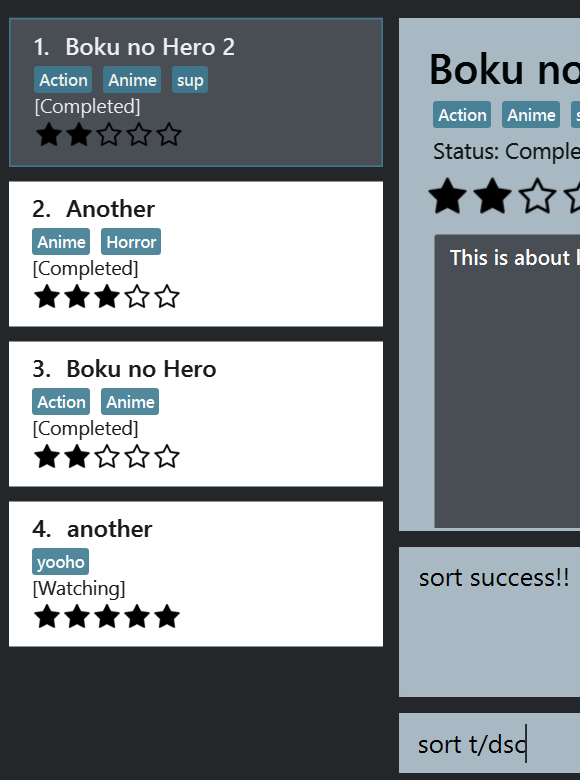 1. Boku no Hero 2
Action Anime sup
[Completed]
2. Another
Anime Horror
[Completed]
3. Boku no Hero
Action Anime
[Completed]
4. another
yooho
[Watching]
Boku no
Action Anime
Status: Comple
This is about
sort success!!
sort t/dsc